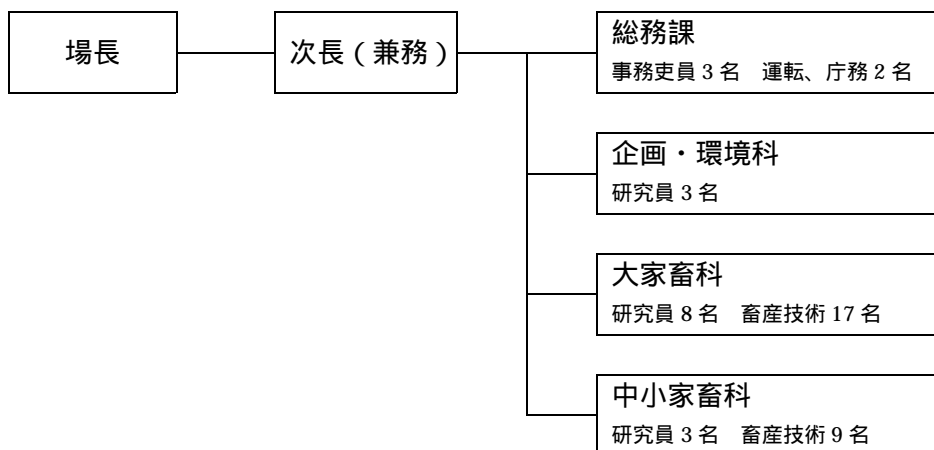 場長
次長（兼務）
総務課
事務吏員 3 名　運転、庁務 2 名
企画・環境科
研究員 3 名
大家畜科
研究員 8 名　畜産技術 17 名
中小家畜科
研究員 3 名　畜産技術 9 名